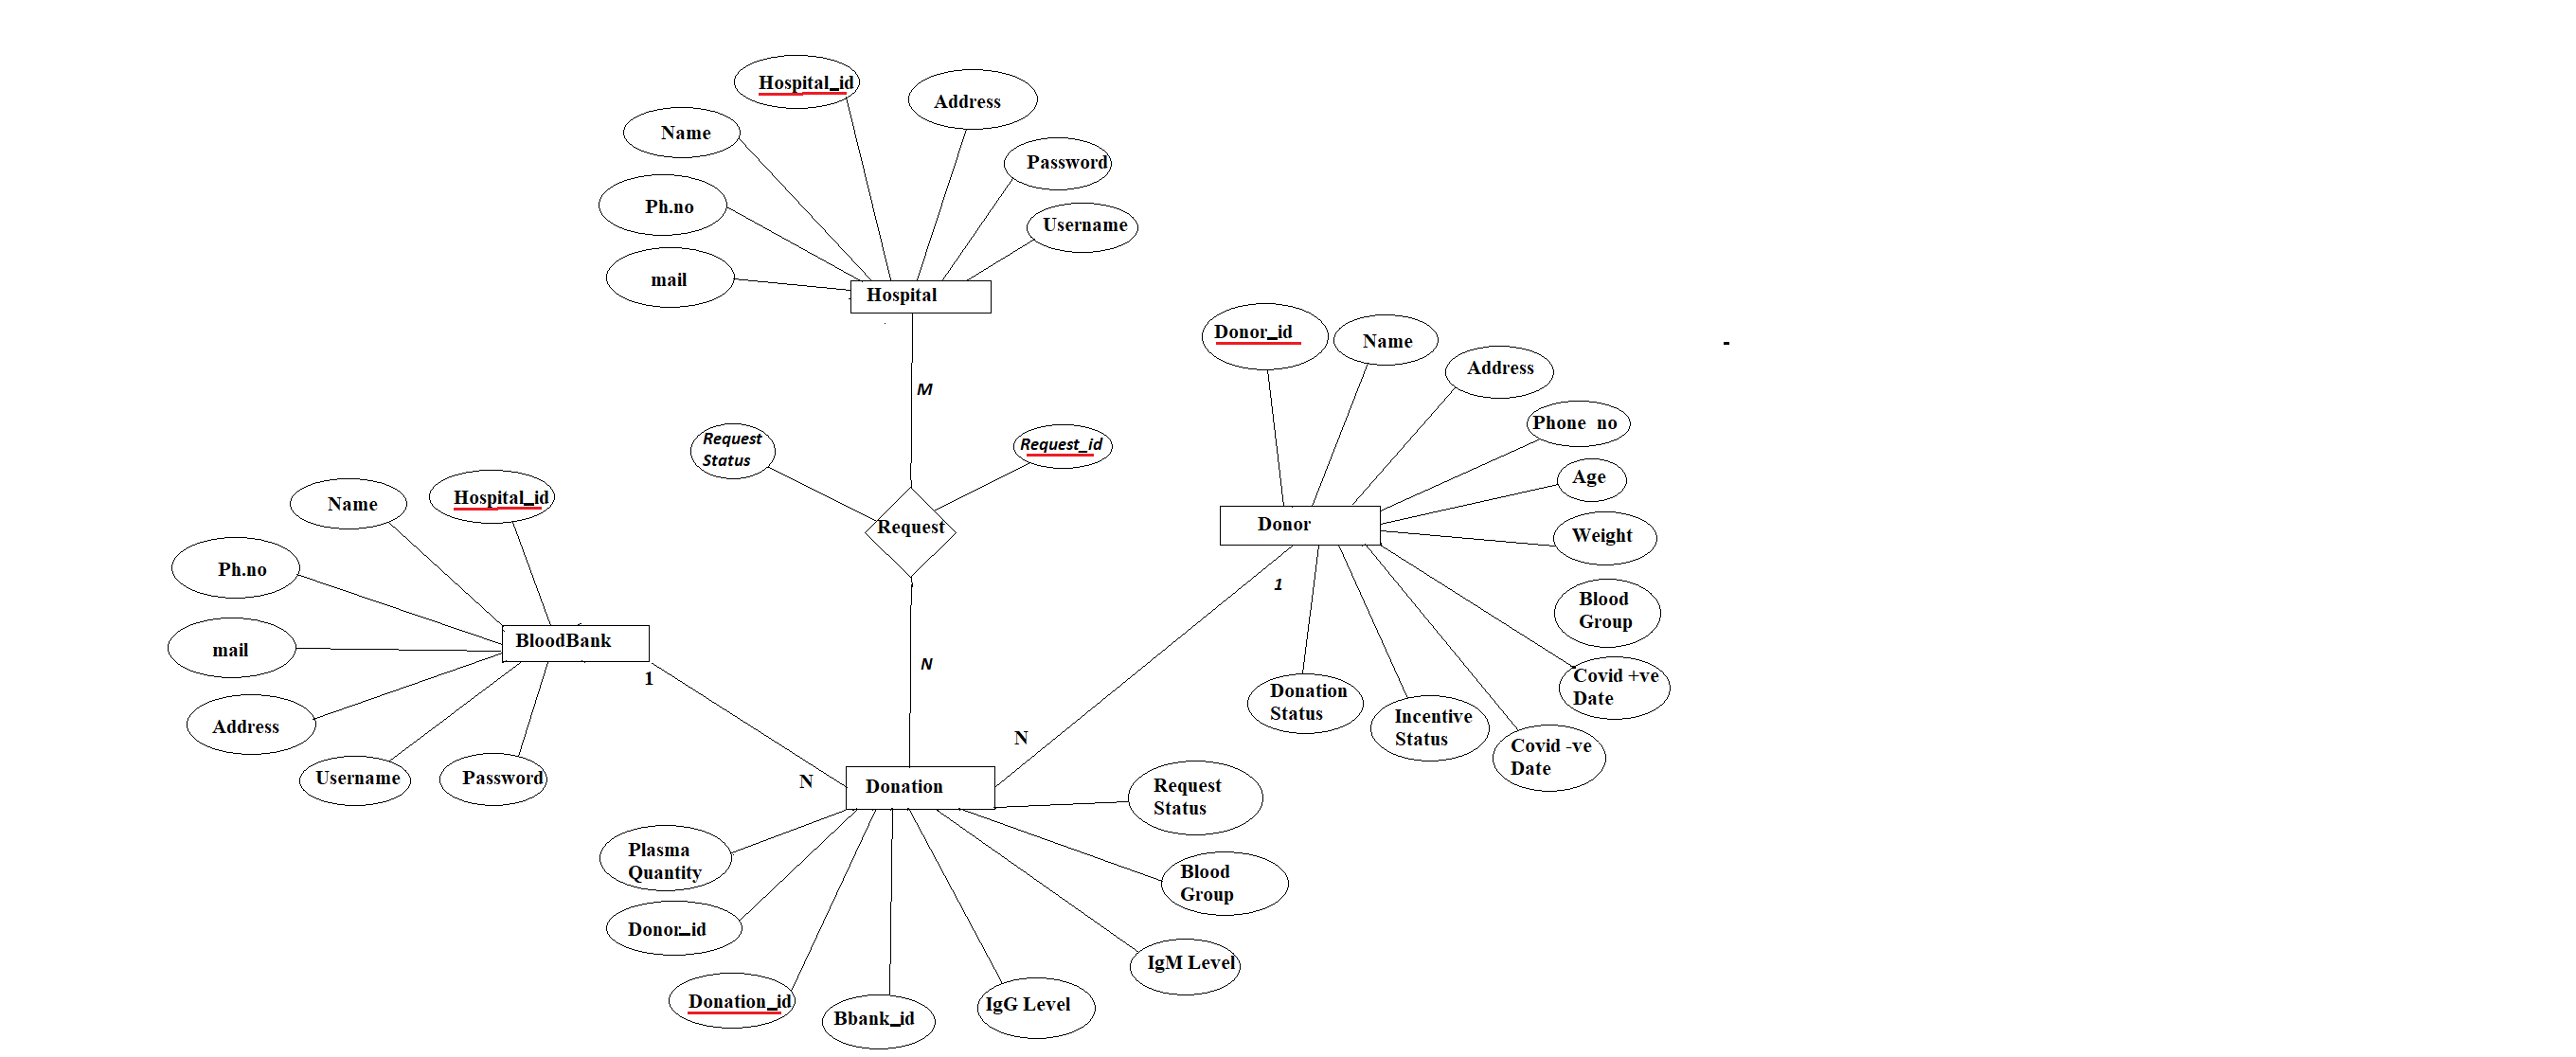 Hospital_id
Address
Name
Password
Ph.no
Username
mail
Hospital
M
Request
Status
Request_id
Request
N
Donor_id
Name
Address
Phone no
Age
Weight
Blood
Group
Covid +ve
Date
Covid -ve
Date
Incentive
Status
Donation
Status
Donor
1
N
Name
Hospital_id
Ph.no
mail
Address
Username
Password
BloodBank
1
N
Donation
Request
Status
Blood
Group
IgM Level
IgG Level
Bbank_id
Donation_id
Donor_id
Plasma
Quantity
-